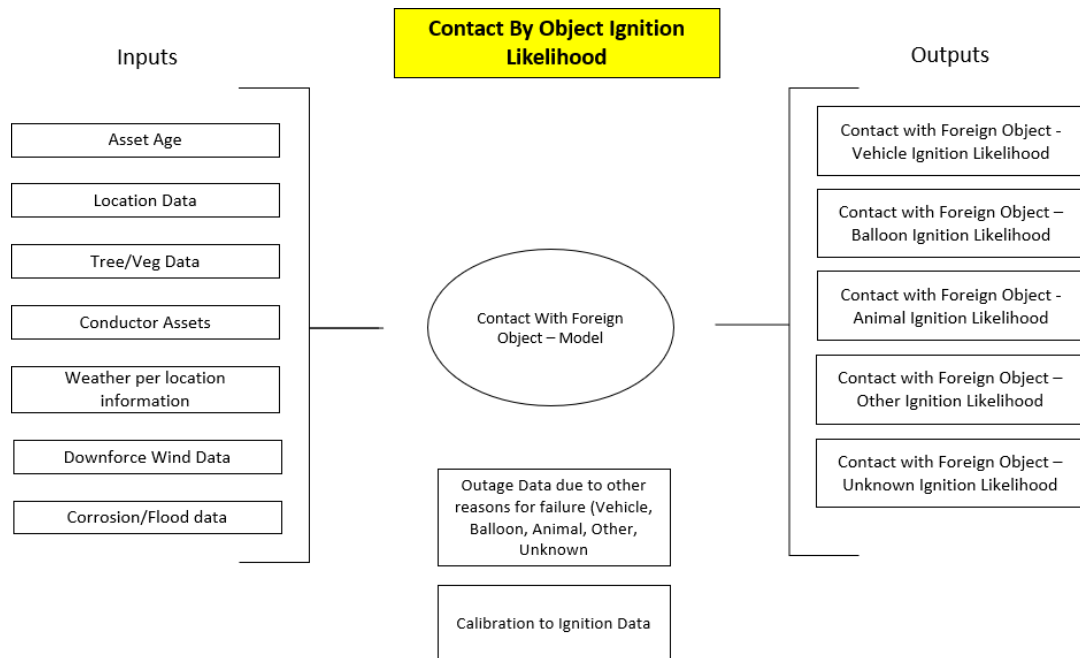 Contact By Object Ignition
Likelihood
Inputs
Outputs
Asset Age
Location Data
Tree/Veg Data
Conductor Assets
Weather per location
information
Downforce Wind Data
Corrosion/Flood data
Contact With Foreign
Object – Model
Outage Data due to other
reasons for failure (Vehicle,
Balloon, Animal, Other,
Unknown
Calibration to Ignition Data
Contact with Foreign Object -
Vehicle Ignition Likelihood
Contact with Foreign Object –
Balloon Ignition Likelihood
Contact with Foreign Object -
Animal Ignition Likelihood
Contact with Foreign Object –
Other Ignition Likelihood
Contact with Foreign Object –
Unknown Ignition Likelihood